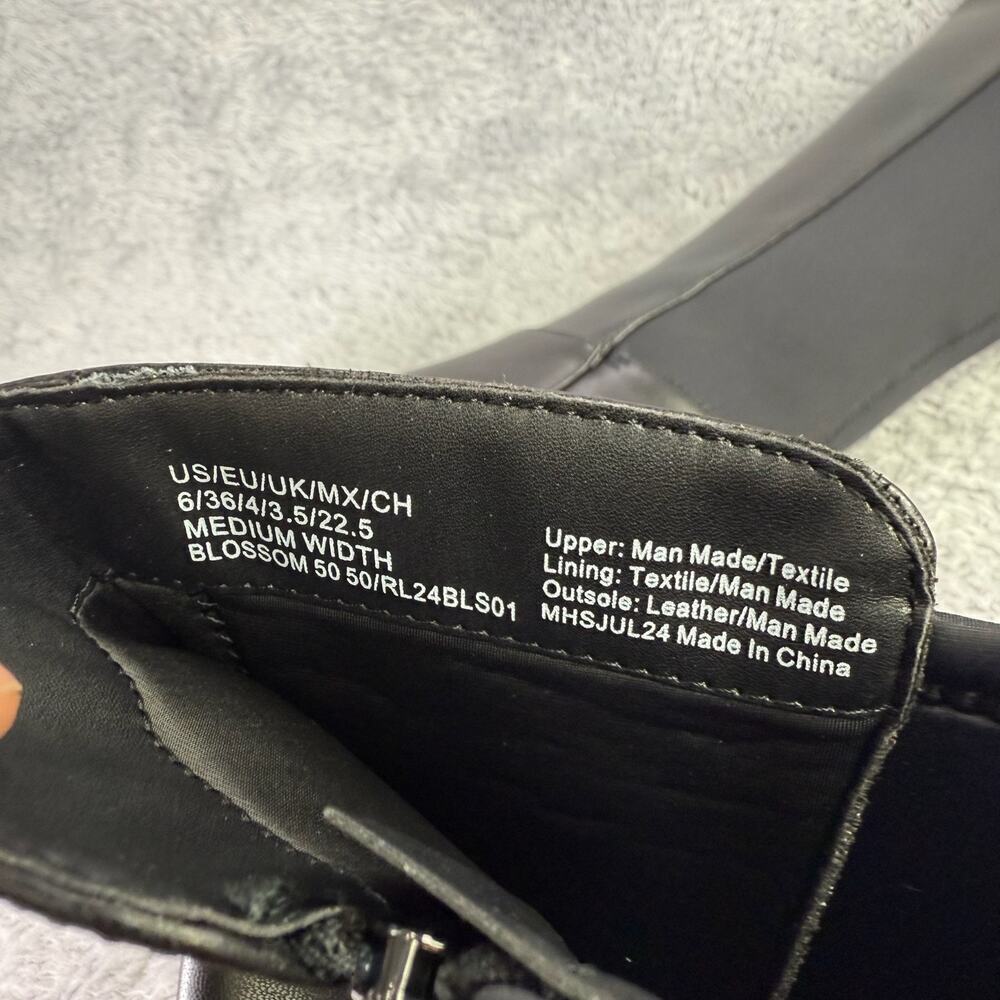 US/EU/UK/MX/CH
6/36/4/3.5/22.5
MEDIUM WIDTH
BLOSSOM 50 50/RL24BLS01
Upper: Man Made/Textile
Lining: Textile/Man Made
Outsole: Leather/Man Made
MHSJUL24 Made In China